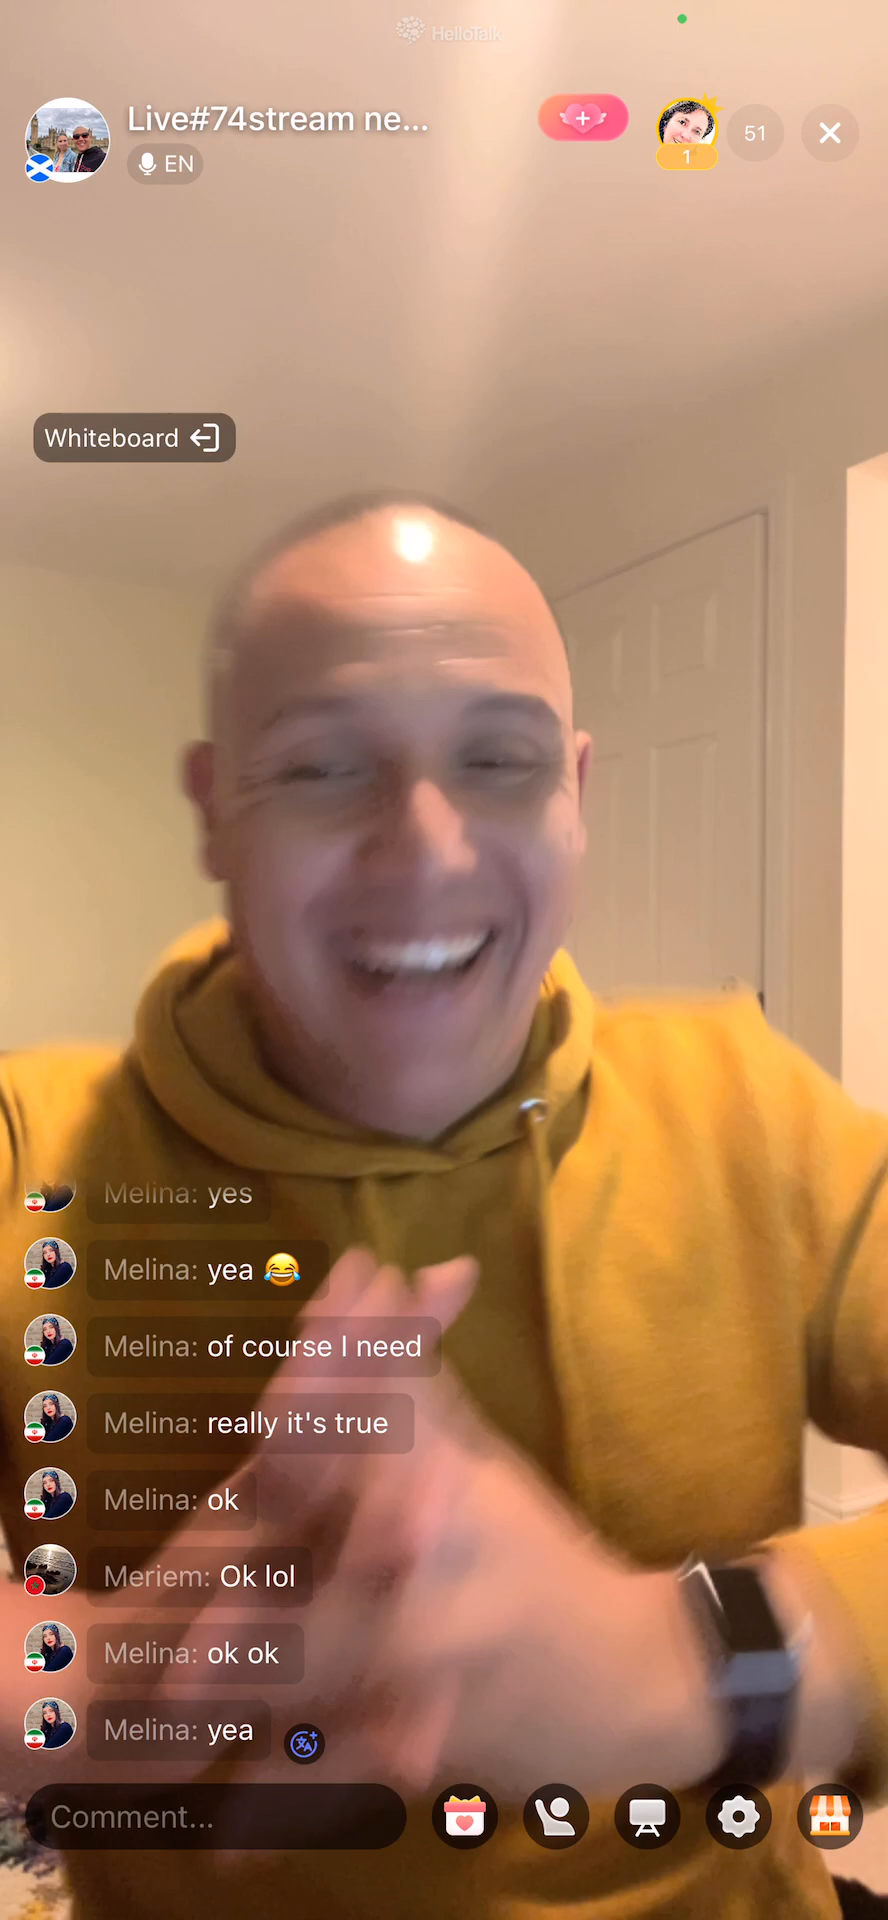 HelloTalk
Live#74stream ne...
EN
1
51
Whiteboard
Melina: yes
Melina: yea 😂
Melina: of course I need
Melina: really it's true
Melina: ok
Meriem: Ok lol
Melina: ok ok
Melina: yea
Comment...